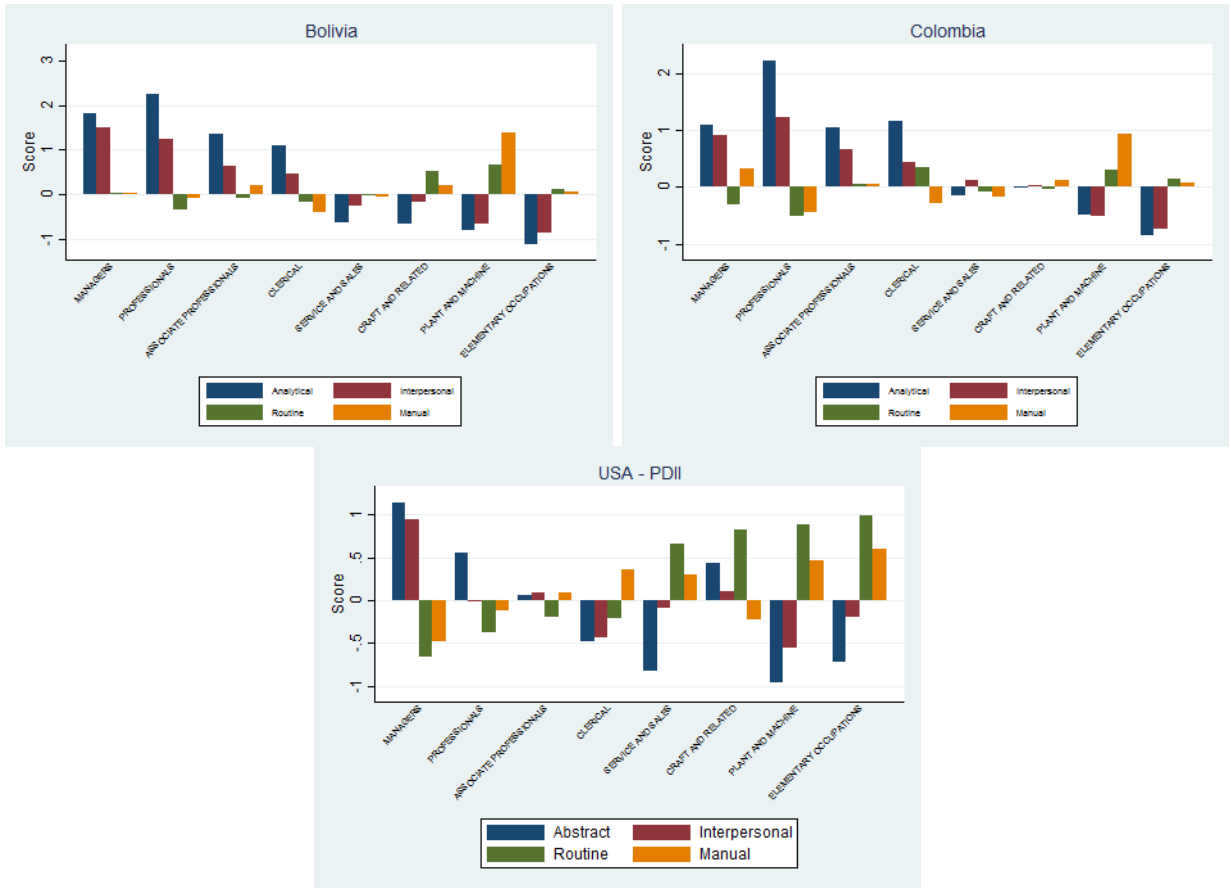 Bolivia
Score
3
2
1
0
-1
MANAGERS
PROFESSIONALS
ASSOCIATE PROFESSIONALS
CLERICAL
SERVICE AND SALES
CRAFT AND RELATED
PLANT AND MACHINE
ELEMENTARY OCCUPATIONS
Analytical Interpersonal
Routine Manual
Colombia
Score
2
1
0
-1
MANAGERS
PROFESSIONALS
ASSOCIATE PROFESSIONALS
CLERICAL
SERVICE AND SALES
CRAFT AND RELATED
PLANT AND MACHINE
ELEMENTARY OCCUPATIONS
Analytical Interpersonal
Routine Manual
USA - PDII
Score
1
.5
0
-.5
-1
MANAGERS
PROFESSIONALS
ASSOCIATE PROFESSIONALS
CLERICAL
SERVICE AND SALES
CRAFT AND RELATED
PLANT AND MACHINE
ELEMENTARY OCCUPATIONS
Abstract Interpersonal
Routine Manual